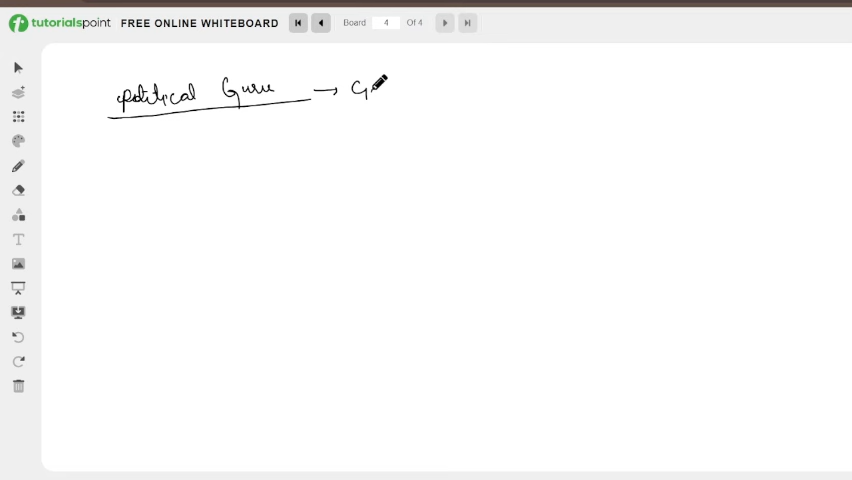 tutorialspoint FREE ONLINE WHITEBOARD Board 4 Of 4
political Guru → G
T